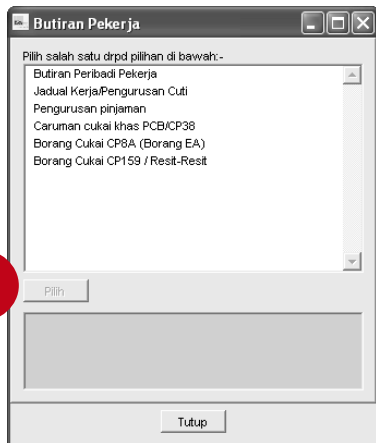 Butiran Pekerja
Pilih salah satu drpd pilihan di bawah:-
Butiran Peribadi Pekerja
Jadual Kerja/Pengurusan Cuti
Pengurusan pinjaman
Caruman cukai khas PCB/CP38
Borang Cukai CP8A (Borang EA)
Borang Cukai CP159 / Resit-Resit
Pilih
Tutup